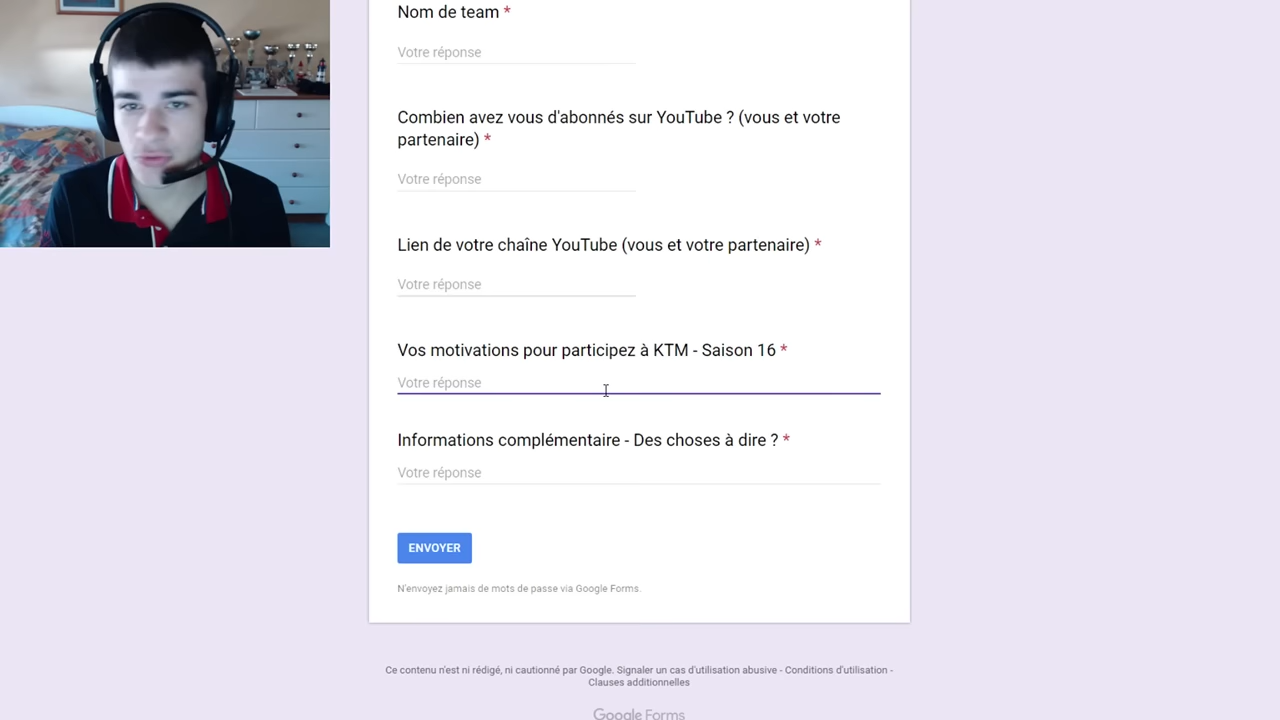 Nom de team *
Votre réponse
Combien avez vous d'abonnés sur YouTube ? (vous et votre
partenaire) *
Votre réponse
Lien de votre chaîne YouTube (vous et votre partenaire) *
Votre réponse
Vos motivations pour participez à KTM - Saison 16 *
Votre réponse
Informations complémentaire - Des choses à dire ? *
Votre réponse
ENVOYER
N'envoyez jamais de mots de passe via Google Forms.
Ce contenu n'est ni rédigé, ni cautionné par Google. Signaler un cas d'utilisation abusive - Conditions d'utilisation -
Clauses additionnelles
Google Forms